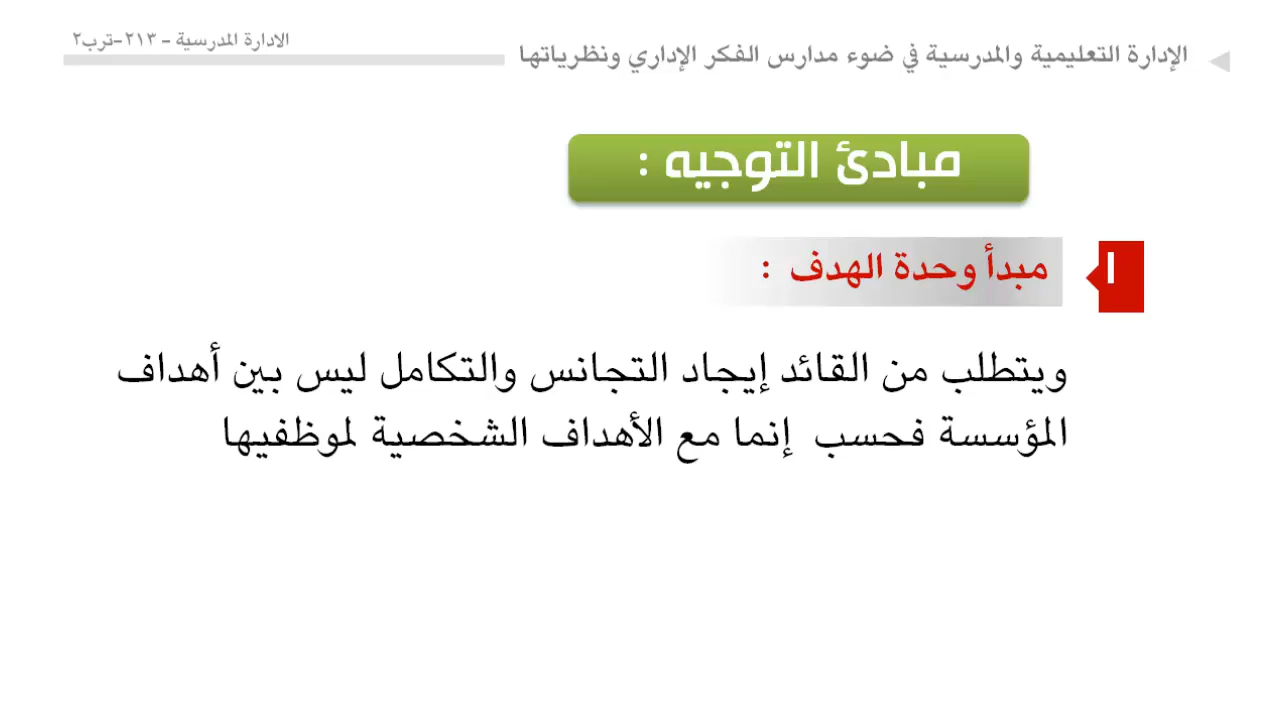 الإدارة التعليمية والمدرسية في ضوء مدارس الفكر الإداري ونظرياتها
الادارة المدرسية - ٢١٣-ترب٢
مبادئ التوجيه :
١
مبدأ وحدة الهدف :
ويتطلب من القائد إيجاد التجانس والتكامل ليس بين أهداف
المؤسسة فحسب إنما مع الأهداف الشخصية لموظفيها